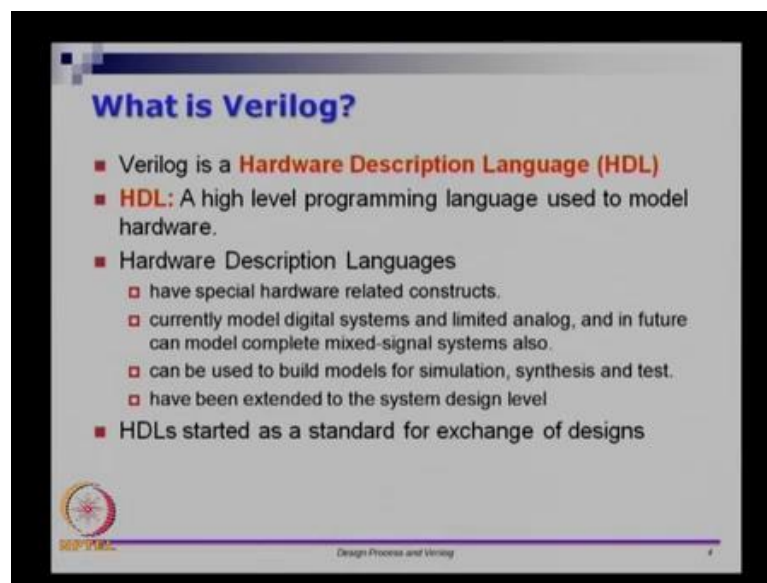 What is Verilog?
Verilog is a Hardware Description Language (HDL)
HDL: A high level programming language used to model
hardware.
Hardware Description Languages
have special hardware related constructs.
currently model digital systems and limited analog, and in future
can model complete mixed-signal systems also.
can be used to build models for simulation, synthesis and test.
have been extended to the system design level
HDLs started as a standard for exchange of designs
NPTEL
Design Process and Verilog